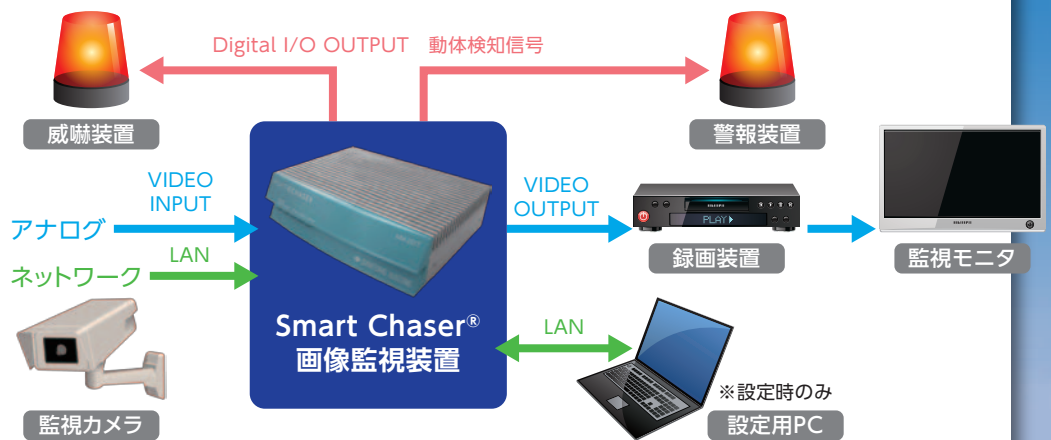 Digital I/O OUTPUT 動体検知信号
威嚇装置
警報装置
VIDEO
INPUT
VIDEO
OUTPUT
アナログ
PLAY
LAN
ネットワーク
録画装置
監視モニタ
Smart Chaser®
画像監視装置
LAN
※設定時のみ
監視カメラ
設定用PC